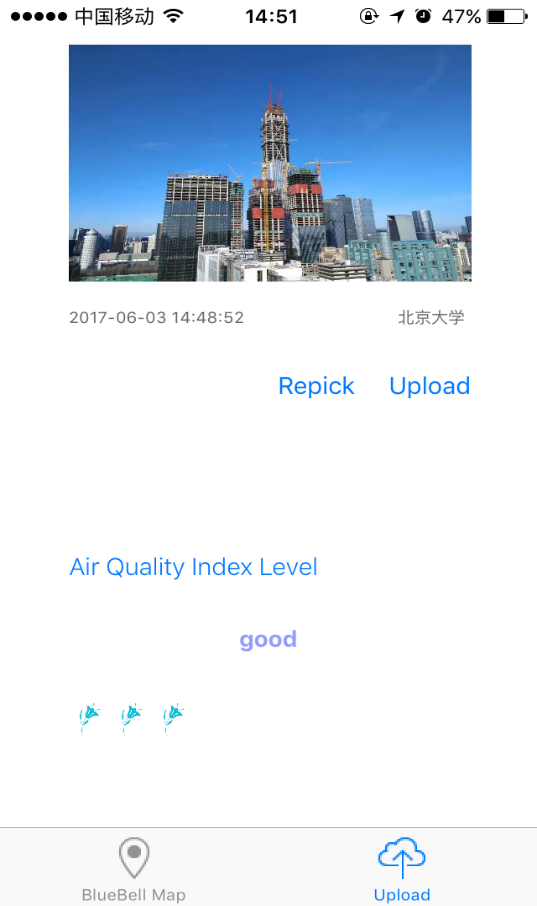 中国移动 14:51 47%
2017-06-03 14:48:52 北京大学
Repick Upload
Air Quality Index Level
good
BlueBell Map Upload